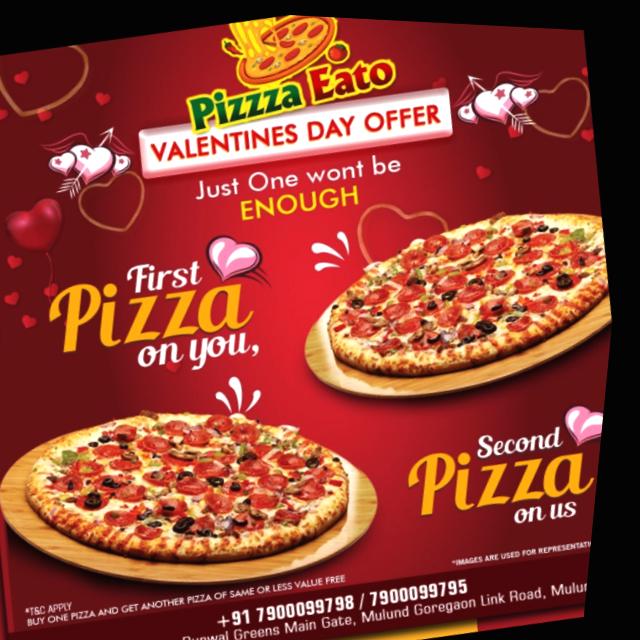 Pizzza Eato
VALENTINES DAY OFFER
Just One wont be
ENOUGH
First
Pizza
on you,
Second
Pizza
on us
*IMAGES ARE USED FOR
*T&C APPLY
BUY ONE PIZZA AND GET ANOTHER PIZZA OF SAME OR LESS VALUE FREE
+91 7900099798 / 7900099795
Greens Main Gate, Mulund Goregaon Link Road,